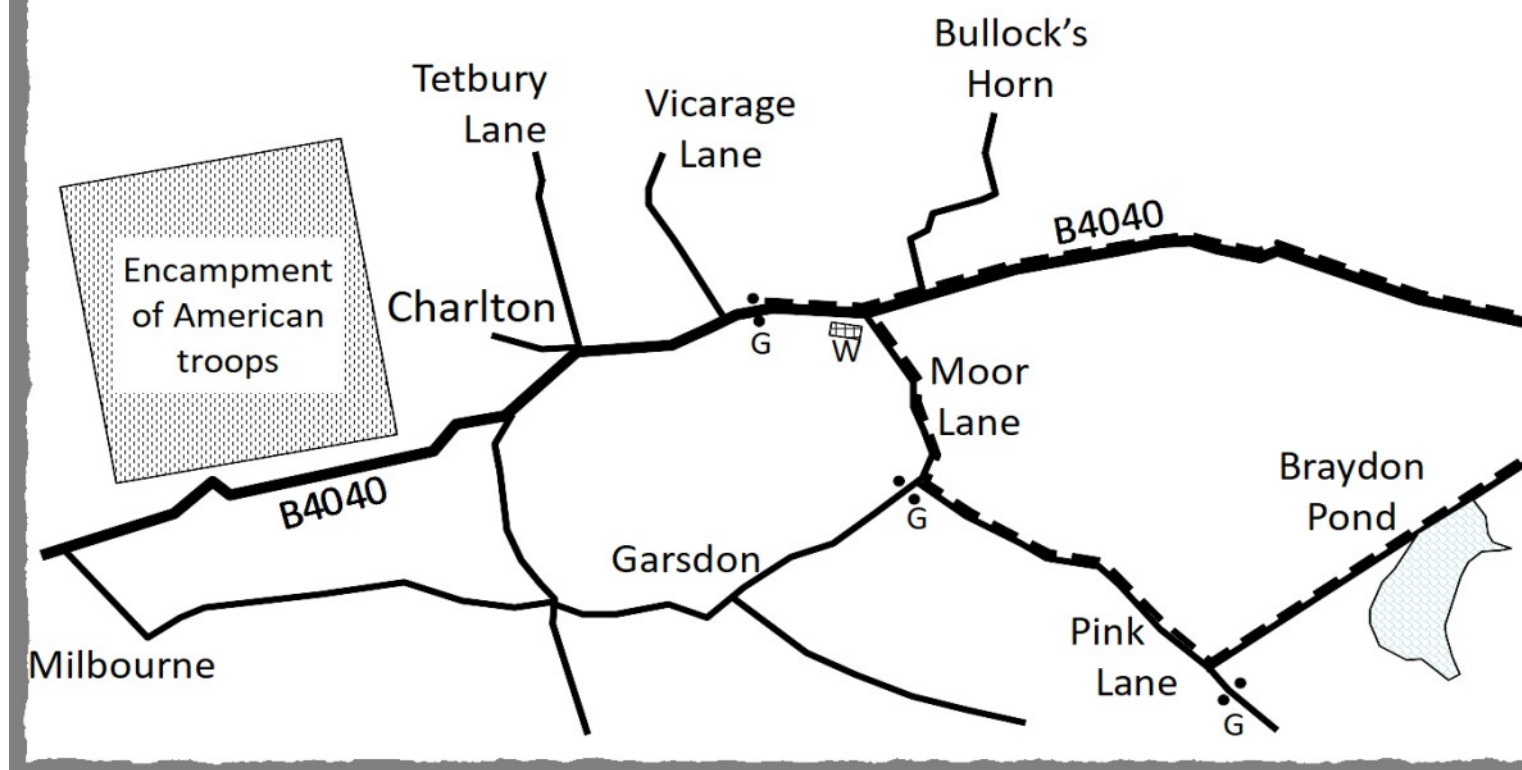 Bullock's
Horn
Tetbury
Lane
Vicarage
Lane
B4040
Encampment
of American
troops
Charlton
G
W
Moor
Lane
B4040
Braydon
Pond
G
Garsdon
Pink
Lane
Milbourne
G